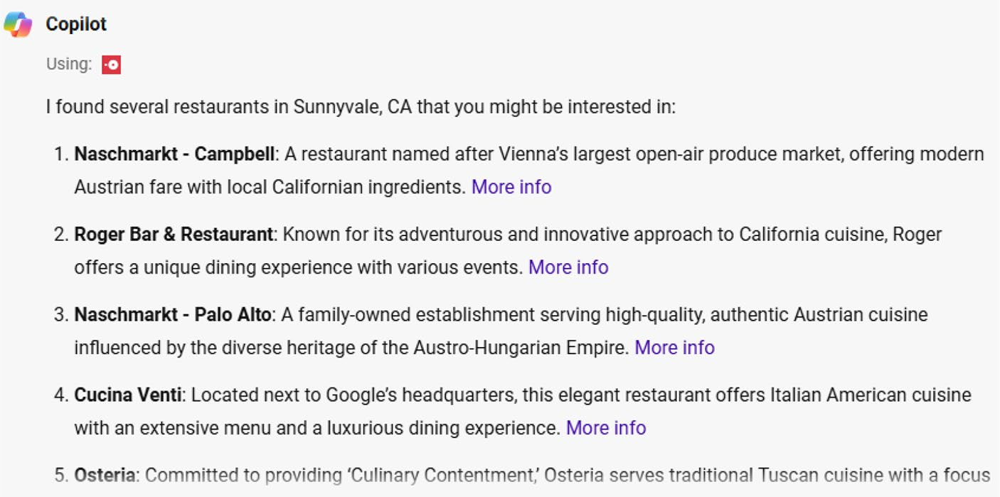 Copilot
Using:
I found several restaurants in Sunnyvale, CA that you might be interested in:
1. Naschmarkt - Campbell: A restaurant named after Vienna’s largest open-air produce market, offering modern
Austrian fare with local Californian ingredients. More info
2. Roger Bar & Restaurant: Known for its adventurous and innovative approach to California cuisine, Roger
offers a unique dining experience with various events. More info
3. Naschmarkt - Palo Alto: A family-owned establishment serving high-quality, authentic Austrian cuisine
influenced by the diverse heritage of the Austro-Hungarian Empire. More info
4. Cucina Venti: Located next to Google’s headquarters, this elegant restaurant offers Italian American cuisine
with an extensive menu and a luxurious dining experience. More info
5. Osteria: Committed to providing ‘Culinary Contentment,’ Osteria serves traditional Tuscan cuisine with a focus